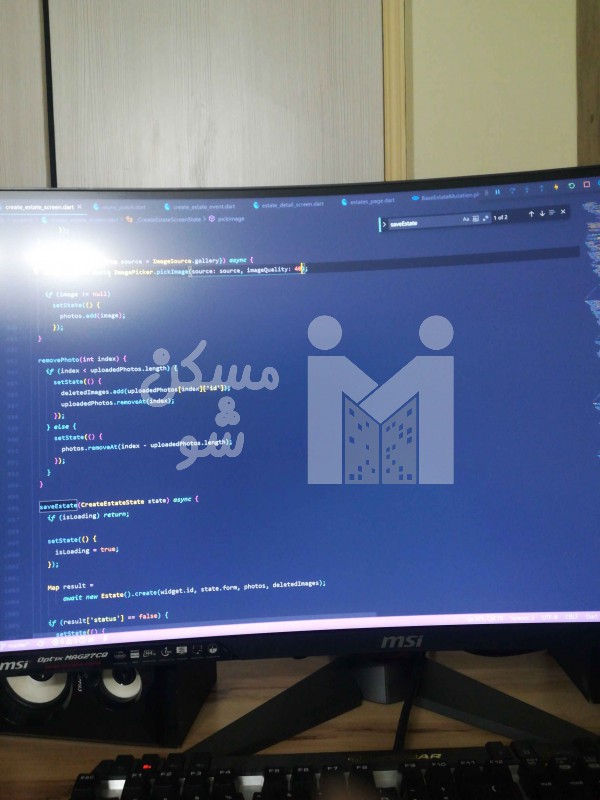 create_estate_screen.dart
create_estate_event.dart
estate_detail_screen.dart
estates_page.dart
BaseEstateMutation.p
pickImage
saveEstate
Aa
1 of 2
source = ImageSource.gallery}) async {
ImagePicker.pickImage(source: source, imageQuality: 40);
if (image != null)
setState(() {
photos.add(image);
});
}
removePhoto(int index) {
if (index < uploadedPhotos.length) {
setState(() {
deletedImages.add(uploadedPhotos[index]['id']);
uploadedPhotos.removeAt(index);
});
} else {
setState(() {
photos.removeAt(index - uploadedPhotos.length);
});
}
}
saveEstate(CreateEstateState state) async {
if (isLoading) return;
setState(() {
isLoading = true;
});
Map result =
await new Estate().create(widget.id, state.form, photos, deletedImages);
if (result['status'] == false) {
setState(() {
مسکن
شو
msi
msi Optix MAG27CQ